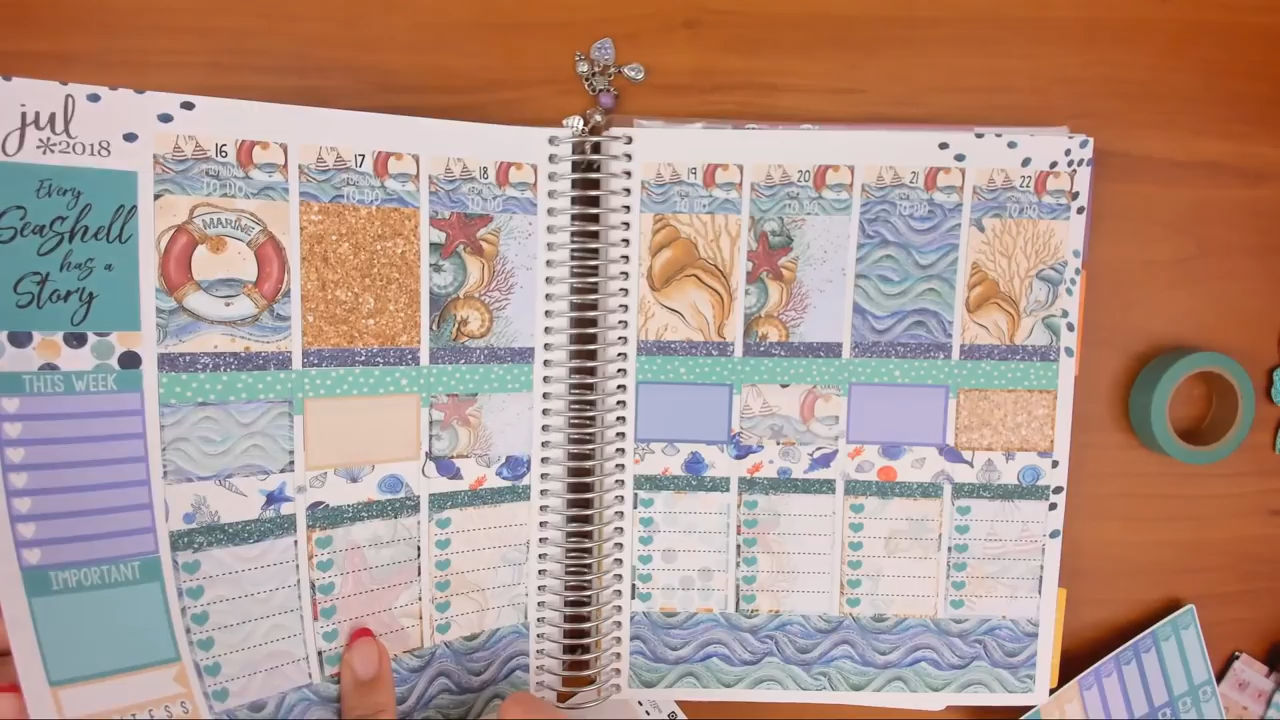 jul
*2018
Every
SeaShell
has a
Story
THIS WEEK
IMPORTANT
16
MONDAY
TO DO
MARINE
17
TUESDAY
TO DO
18
TO DO
19
TO DO
20
TO DO
21
TO DO
22
TO DO